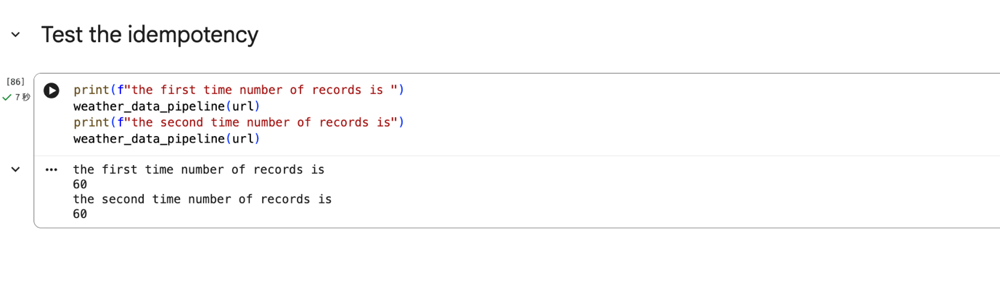 Test the idempotency
[86]
7 秒
print(f"the first time number of records is ")
weather_data_pipeline(url)
print(f"the second time number of records is")
weather_data_pipeline(url)
the first time number of records is
60
the second time number of records is
60